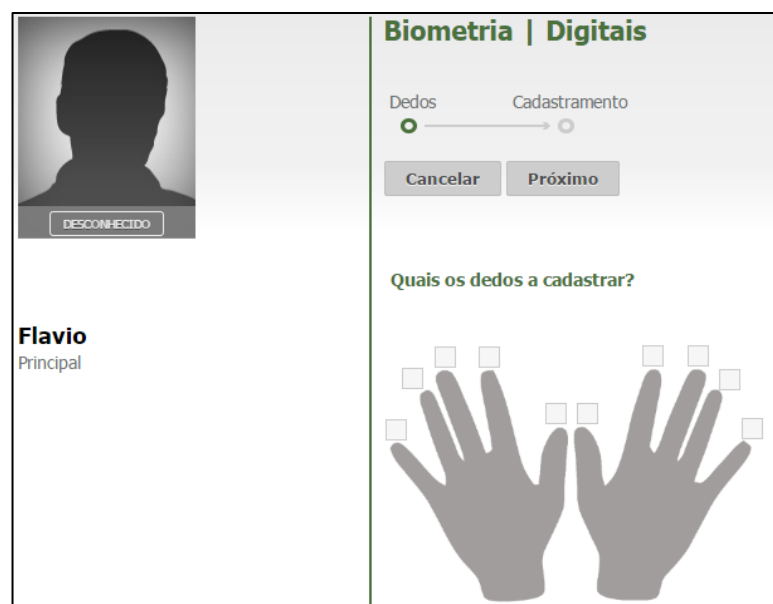 DESCONHECIDO
Flavio
Principal
Biometria | Digitais
Dedos Cadastramento
Cancelar Próximo
Quais os dedos a cadastrar?